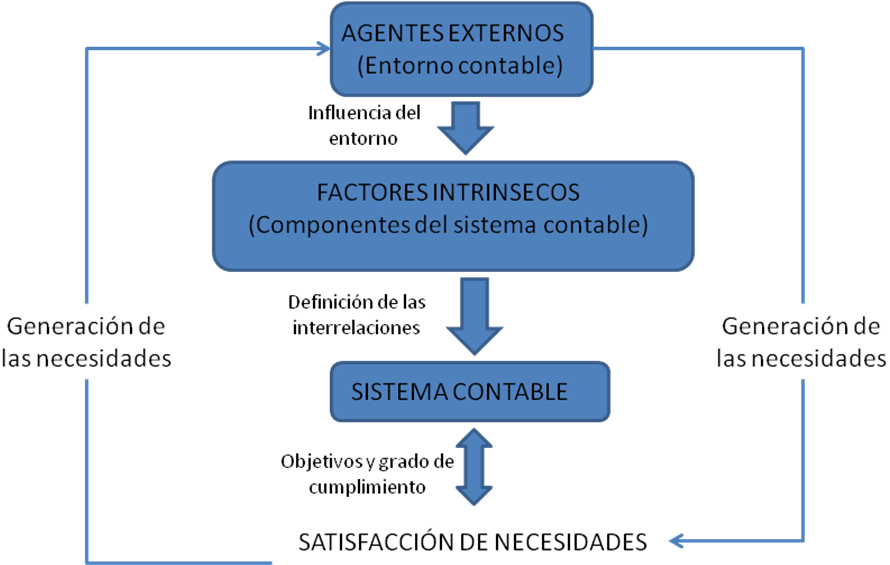 AGENTES EXTERNOS
(Entorno contable)
Influencia del
entorno
FACTORES INTRINSECOS
(Componentes del sistema contable)
Definición de las
interrelaciones
Generación de
las necesidades
Generación de
las necesidades
SISTEMA CONTABLE
Objetivos y grado de
cumplimiento
SATISFACCIÓN DE NECESIDADES